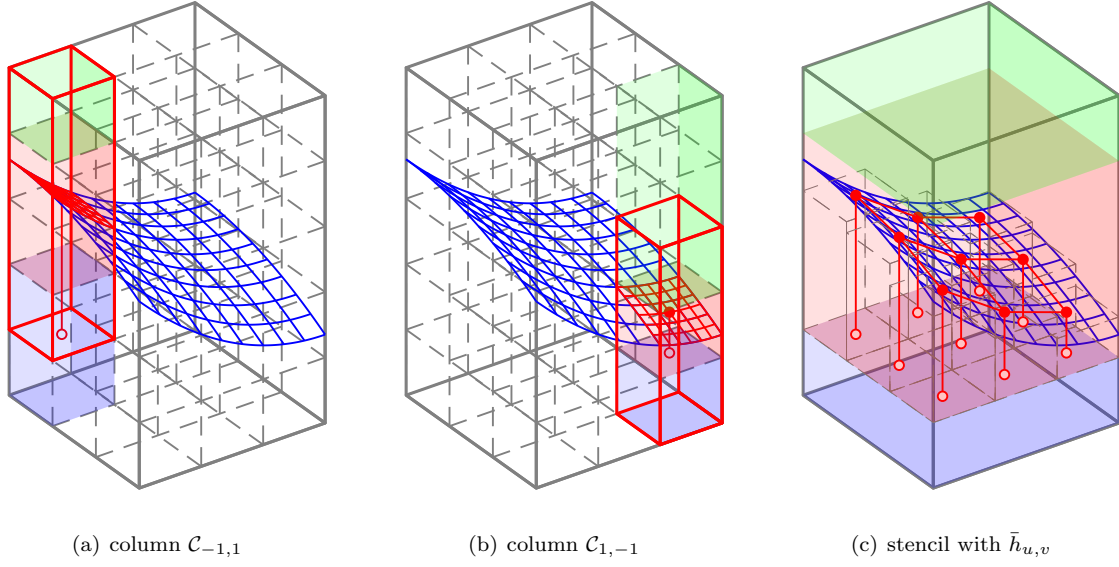 (a) column $\mathcal{C}_{-1,1}$
(b) column $\mathcal{C}_{1,-1}$
(c) stencil with $\bar{h}_{u,v}$